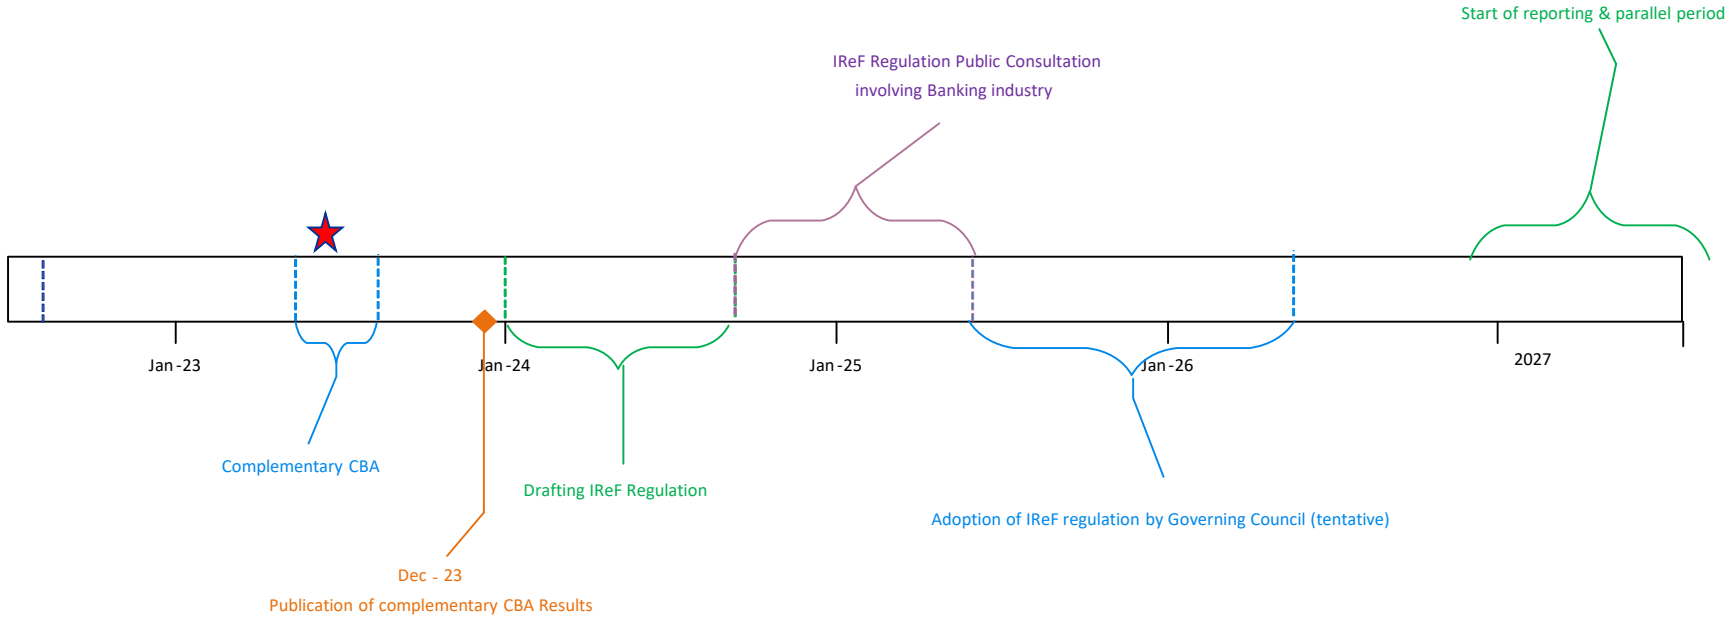 Start of reporting & parallel period
IReF Regulation Public Consultation
involving Banking industry
Jan -23
Jan -24
Jan -25
Jan -26
2027
Complementary CBA
Drafting IReF Regulation
Adoption of IReF regulation by Governing Council (tentative)
Dec - 23
Publication of complementary CBA Results